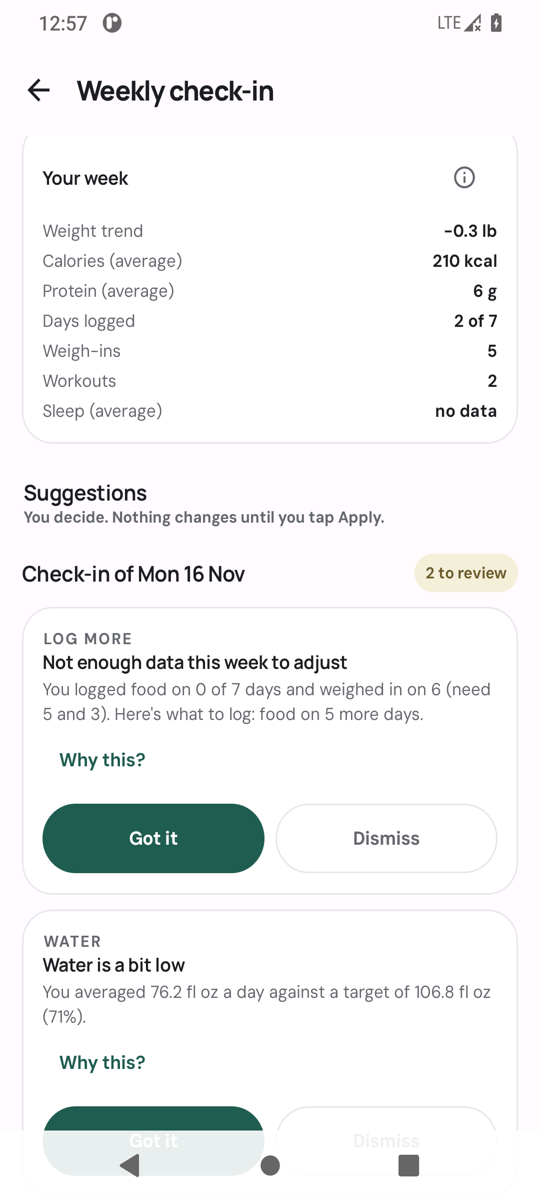 12:57
LTE
Weekly check-in
Your week
Weight trend -0.3 lb
Calories (average) 210 kcal
Protein (average) 6 g
Days logged 2 of 7
Weigh-ins 5
Workouts 2
Sleep (average) no data
Suggestions
You decide. Nothing changes until you tap Apply.
Check-in of Mon 16 Nov 2 to review
LOG MORE
Not enough data this week to adjust
You logged food on 0 of 7 days and weighed in on 6 (need
5 and 3). Here's what to log: food on 5 more days.
Why this?
Got it Dismiss
WATER
Water is a bit low
You averaged 76.2 fl oz a day against a target of 106.8 fl oz
(71%).
Why this?
Got it Dismiss